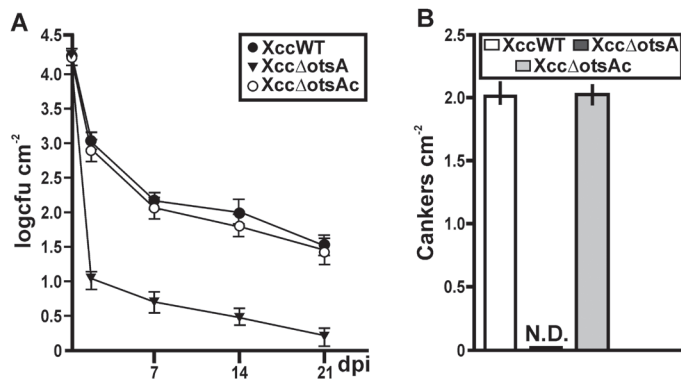 A
B
logcfu cm-2
4.5
4.0
3.5
3.0
2.5
2.0
1.5
1.0
0.5
0
7
14
21
dpi
XccWT
XccΔotsA
XccΔotsAc
Cankers cm-2
2.5
2.0
1.5
1.0
0.5
0
XccWT XccΔotsA
XccΔotsAc
N.D.